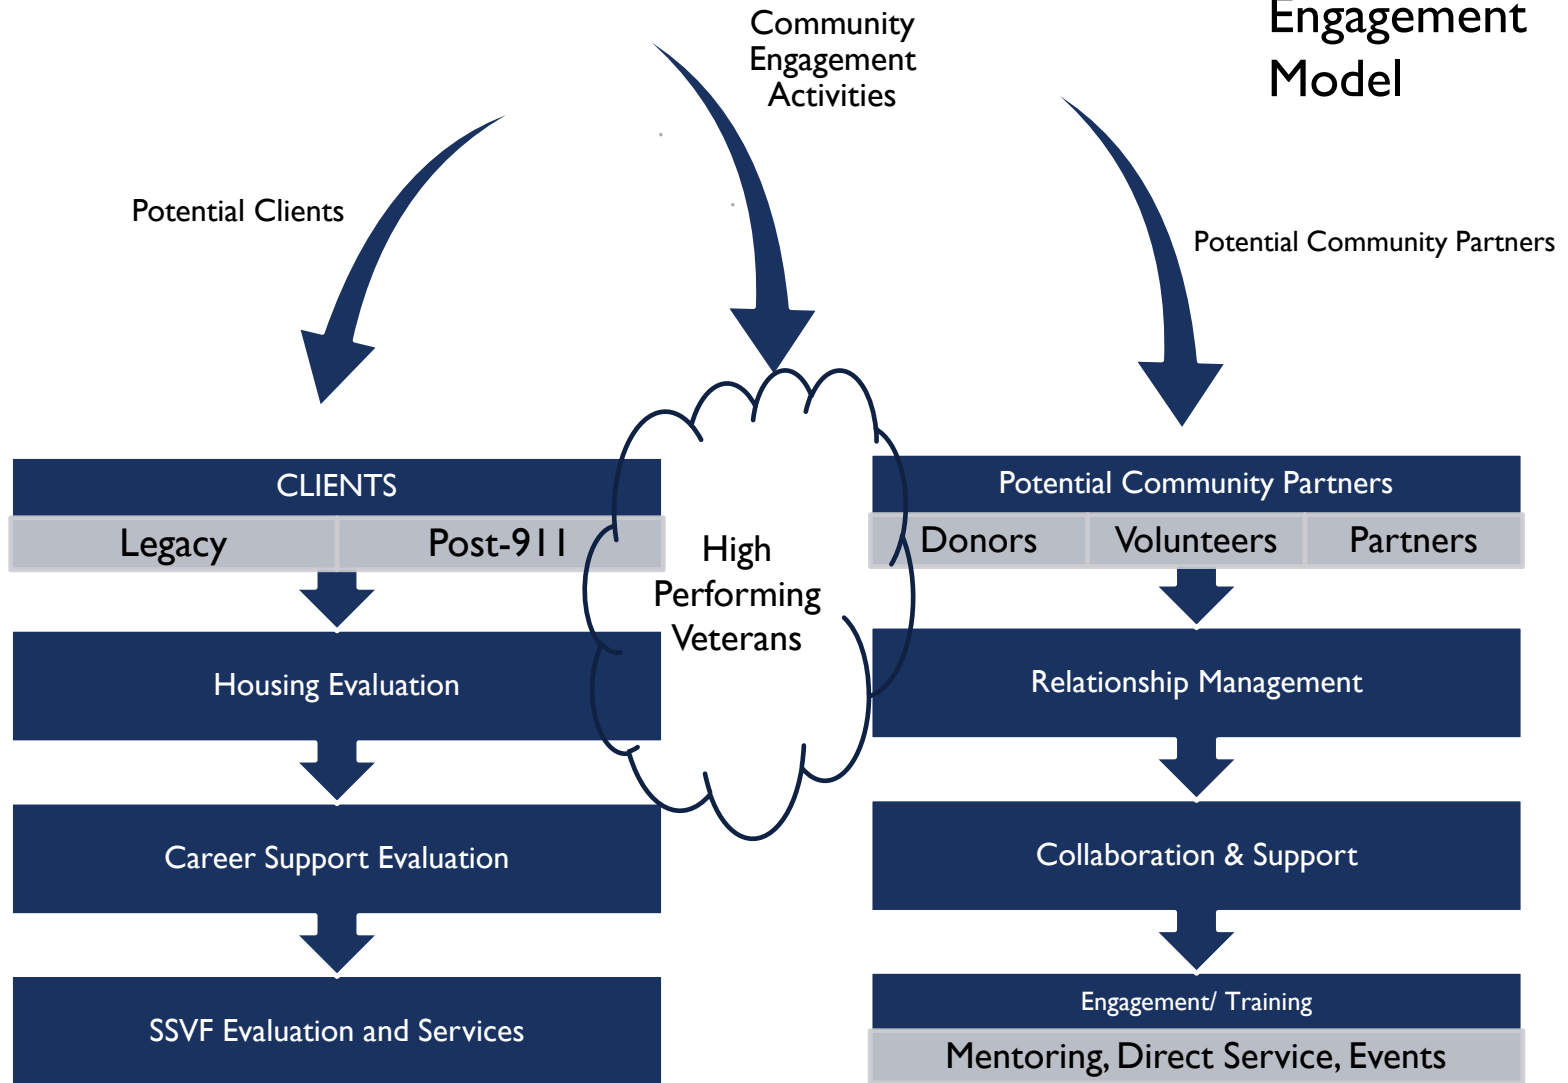 Engagement
Model
Community
Engagement
Activities
Potential Clients
Potential Community Partners
CLIENTS
Legacy
Post-911
Housing Evaluation
Career Support Evaluation
SSVF Evaluation and Services
High
Performing
Veterans
Potential Community Partners
Donors
Volunteers
Partners
Relationship Management
Collaboration & Support
Engagement/ Training
Mentoring, Direct Service, Events